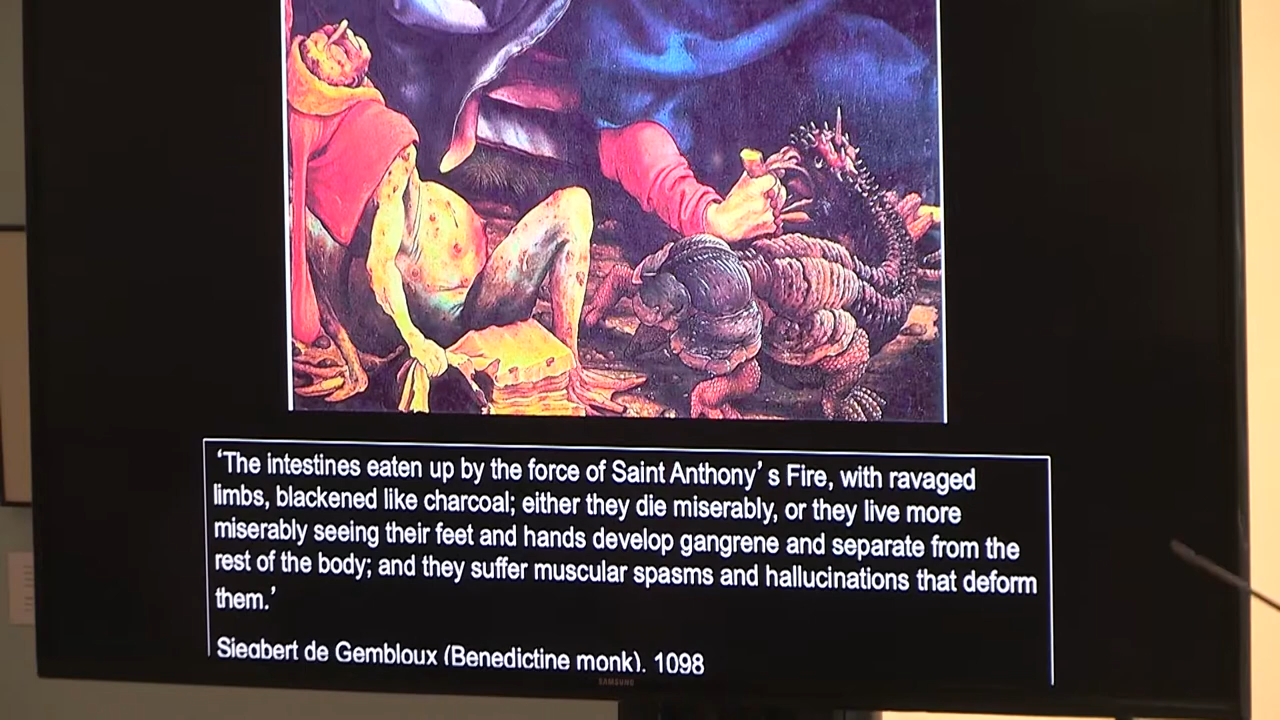 ‘The intestines eaten up by the force of Saint Anthony’ s Fire, with ravaged
limbs, blackened like charcoal; either they die miserably, or they live more
miserably seeing their feet and hands develop gangrene and separate from the
rest of the body; and they suffer muscular spasms and hallucinations that deform
them.’
Siegbert de Gembloux (Benedictine monk). 1098
SAMSUNG